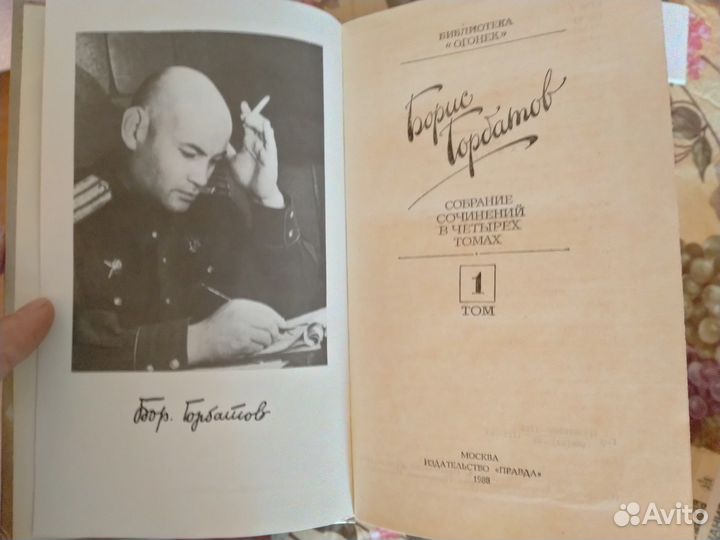 Бор. Горбатов
БИБЛИОТЕКА
«ОГОНЕК»
Борис
Горбатов
СОБРАНИЕ
СОЧИНЕНИЙ
В ЧЕТЫРЕХ
ТОМАХ
1
ТОМ
МОСКВА
ИЗДАТЕЛЬСТВО «ПРАВДА»
1988
Avito